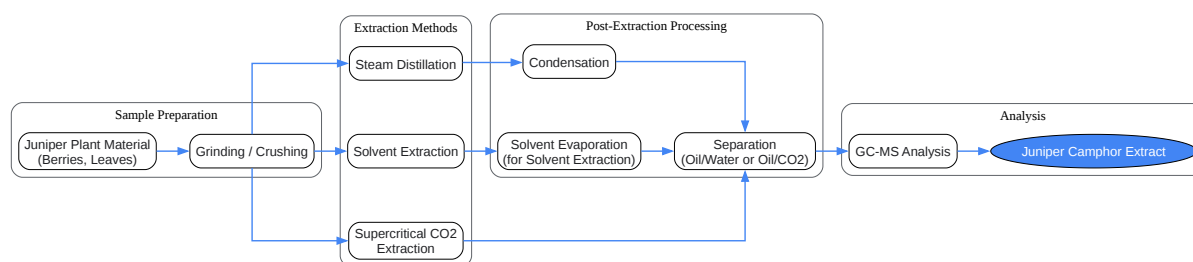 Extraction Methods
Post-Extraction Processing
Steam Distillation
Condensation
Sample Preparation
Analysis
Juniper Plant Material
(Berries, Leaves)
Grinding / Crushing
Solvent Extraction
Solvent Evaporation
(for Solvent Extraction)
Separation
(Oil/Water or Oil/CO2)
GC-MS Analysis
Juniper Camphor Extract
Supercritical CO2
Extraction